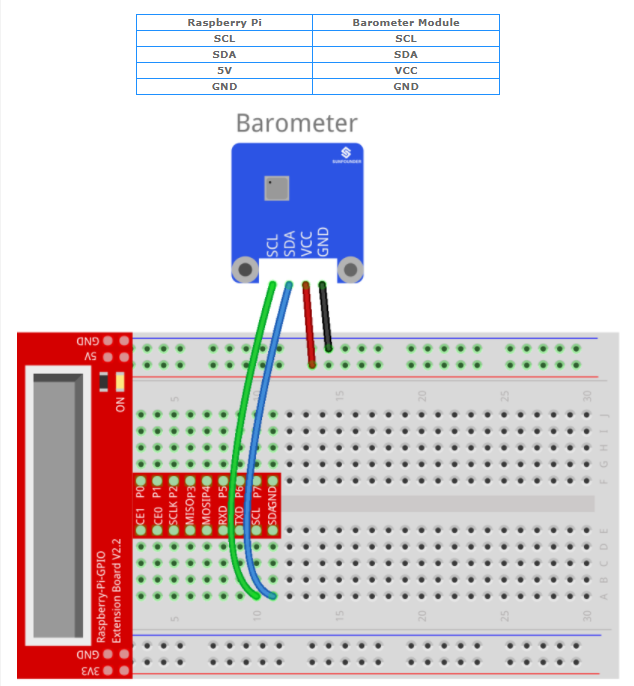 Raspberry Pi Barometer Module
SCL SCL
SDA SDA
5V VCC
GND GND
Barometer
SUNFOUNDER
SCL
SDA
VCC
GND
GND
5V
ON
5 10 15 20 25 30
J
I
H
G
F
CE1 P0
CE0 P1
SCLK P2
MISO P3
MOSI P4
RXD P5
TXD P6
SCL P7
SDA GND
E
D
C
B
A
5 10 15 20 25 30
Raspberry-Pi-GPIO
Extension Board V2.2
GND
3V3